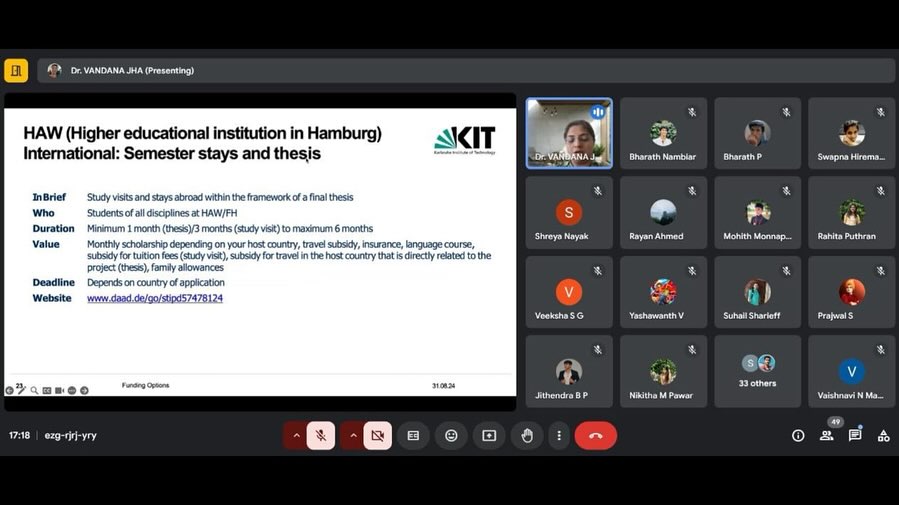 Dr. VANDANA JHA (Presenting)
HAW (Higher educational institution in Hamburg)
International: Semester stays and thesis
KIT
Karlsruhe Institute of Technology
In Brief Study visits and stays abroad within the framework of a final thesis
Who Students of all disciplines at HAW/FH
Duration Minimum 1 month (thesis)/3 months (study visit) to maximum 6 months
Value Monthly scholarship depending on your host country, travel subsidy, insurance, language course,
subsidy for tuition fees (study visit), subsidy for travel in the host country that is directly related to the
project (thesis), family allowances
Deadline Depends on country of application
Website www.daad.de/go/stipd57478124
23 Funding Options 31.08.24
Dr. VANDANA J...
Bharath Nambiar
Bharath P
Swapna Hirema...
S
Shreya Nayak
Rayan Ahmed
Mohith Monnap...
Rahita Puthran
V
Veeksha S G
Yashawanth V
Suhail Sharieff
Prajwal S
Jithendra B P
Nikitha M Pawar
S
33 others
V
Vaishnavi N Ma...
17:18 | ezg-rjrj-yry
49